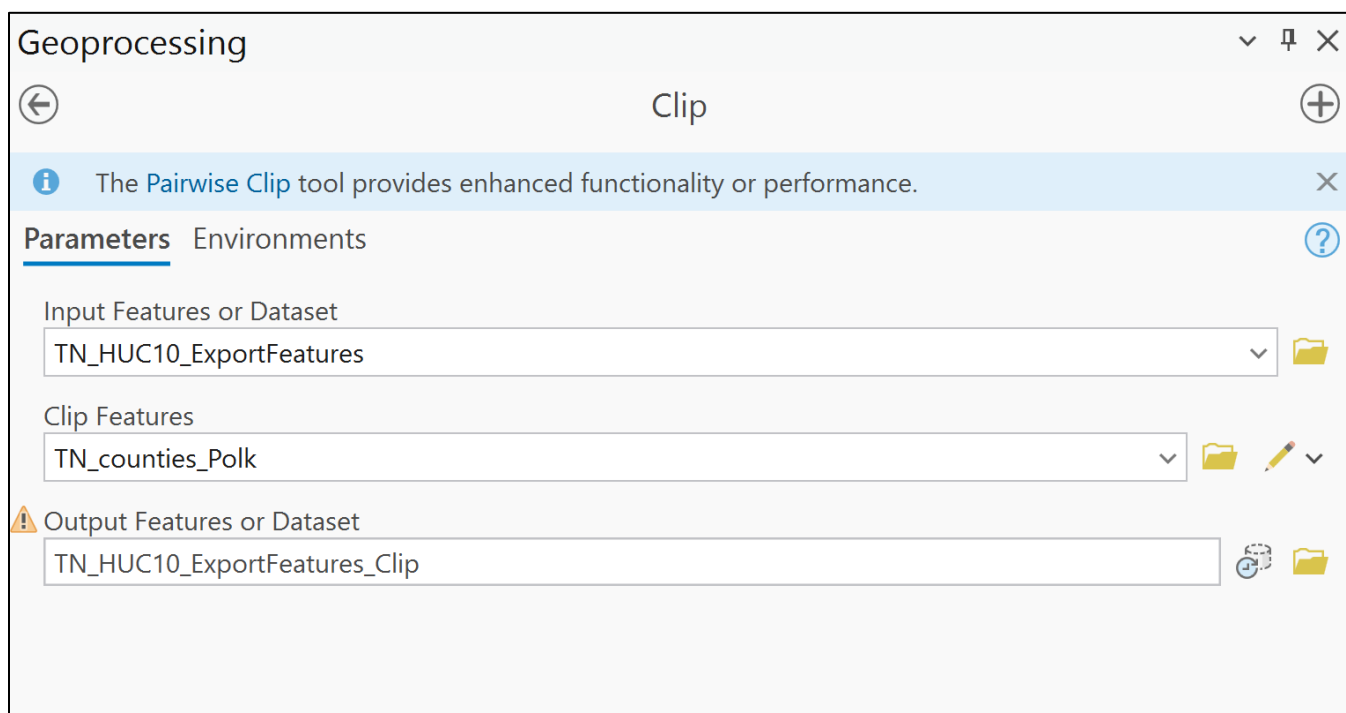 Geoprocessing
Clip
The Pairwise Clip tool provides enhanced functionality or performance.
Parameters Environments
Input Features or Dataset
TN_HUC10_ExportFeatures
Clip Features
TN_counties_Polk
Output Features or Dataset
TN_HUC10_ExportFeatures_Clip